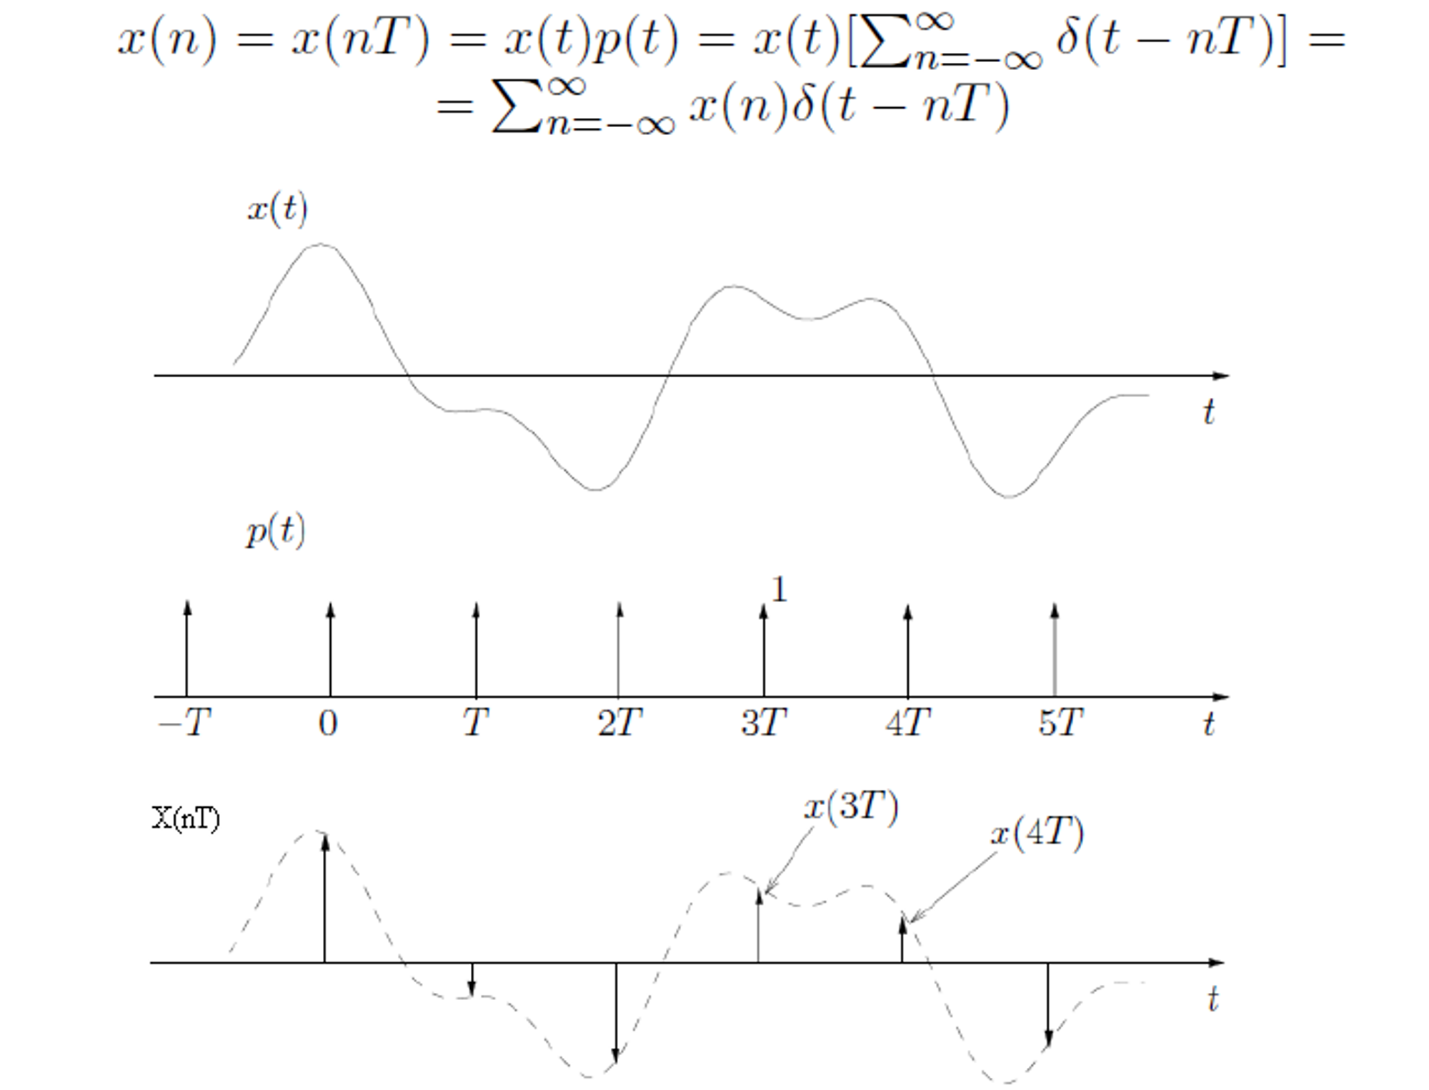 x(n) = x(nT) = x(t)p(t) = x(t)[∑_{n=−∞}^{∞} δ(t − nT)] =
= ∑_{n=−∞}^{∞} x(n)δ(t − nT)
x(t)
t
p(t)
1
−T 0 T 2T 3T 4T 5T t
X(nT)
x(3T)
x(4T)
t